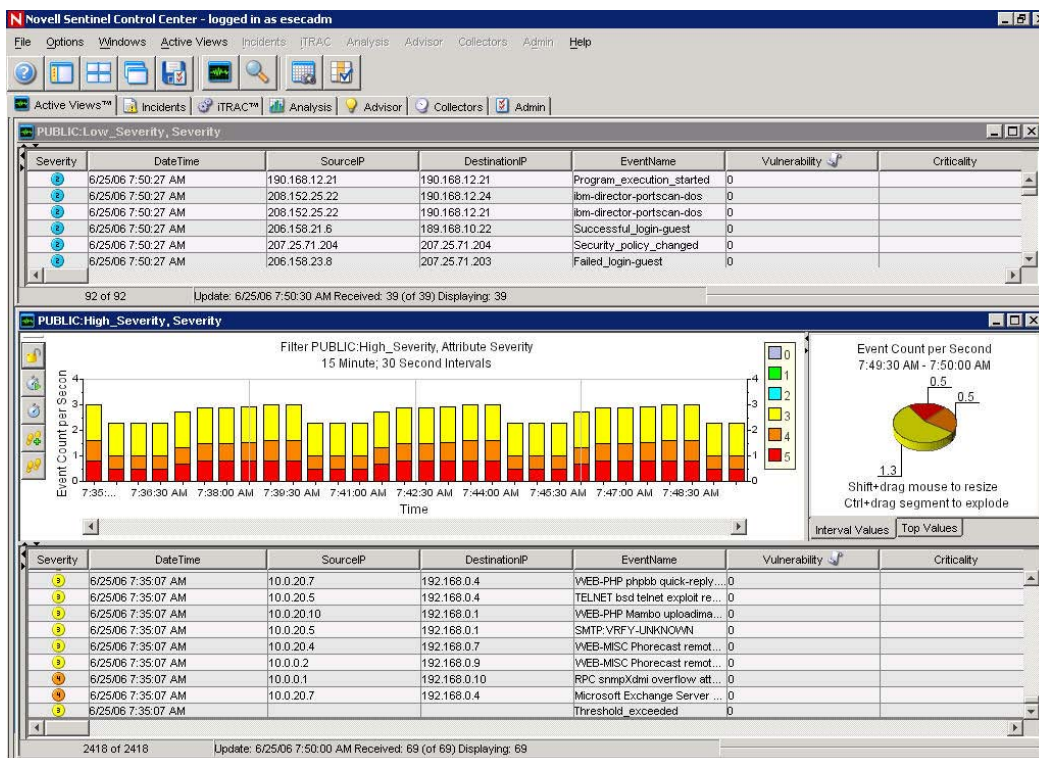 Novell Sentinel Control Center - logged in as esecadm
File Options Windows Active Views Incidents iTRAC Analysis Advisor Collectors Admin Help
Active Views™ Incidents iTRAC™ Analysis Advisor Collectors Admin
PUBLIC:Low_Severity, Severity
Severity DateTime SourceIP DestinationIP EventName Vulnerability Criticality
2 6/25/06 7:50:27 AM 190.168.12.21 190.168.12.21 Program_execution_started 0
2 6/25/06 7:50:27 AM 208.152.25.22 190.168.12.24 ibm-director-portscan-dos 0
2 6/25/06 7:50:27 AM 208.152.25.22 190.168.12.21 ibm-director-portscan-dos 0
2 6/25/06 7:50:27 AM 206.158.21.6 189.168.10.22 Successful_login-guest 0
2 6/25/06 7:50:27 AM 207.25.71.204 207.25.71.204 Security_policy_changed 0
2 6/25/06 7:50:27 AM 206.158.23.8 207.25.71.203 Failed_login-guest 0
92 of 92 Update: 6/25/06 7:50:30 AM Received: 39 (of 39) Displaying: 39
PUBLIC:High_Severity, Severity
Filter PUBLIC:High_Severity, Attribute Severity
15 Minute; 30 Second Intervals
Event Count per Secon
4
3
2
1
0
4
3
2
1
0
7:35:... 7:36:30 AM 7:38:00 AM 7:39:30 AM 7:41:00 AM 7:42:30 AM 7:44:00 AM 7:45:30 AM 7:47:00 AM 7:48:30 AM
Time
0
1
2
3
4
5
Event Count per Second
7:49:30 AM - 7:50:00 AM
0.5
0.5
1.3
Shift+drag mouse to resize
Ctrl+drag segment to explode
Interval Values Top Values
Severity DateTime SourceIP DestinationIP EventName Vulnerability Criticality
3 6/25/06 7:35:07 AM 10.0.20.7 192.168.0.4 WEB-PHP phpbb quick-reply.... 0
3 6/25/06 7:35:07 AM 10.0.20.5 192.168.0.4 TELNET bsd telnet exploit re... 0
3 6/25/06 7:35:07 AM 10.0.20.10 192.168.0.1 WEB-PHP Mambo uploadima... 0
3 6/25/06 7:35:07 AM 10.0.20.5 192.168.0.1 SMTP:VRFY-UNKNOWN 0
3 6/25/06 7:35:07 AM 10.0.20.4 192.168.0.7 WEB-MISC Phorecast remot... 0
3 6/25/06 7:35:07 AM 10.0.0.2 192.168.0.9 WEB-MISC Phorecast remot... 0
4 6/25/06 7:35:07 AM 10.0.0.1 192.168.0.10 RPC snmpXdmi overflow att... 0
4 6/25/06 7:35:07 AM 10.0.20.7 192.168.0.4 Microsoft Exchange Server ... 0
3 6/25/06 7:35:07 AM Threshold_exceeded 0
2418 of 2418 Update: 6/25/06 7:50:00 AM Received: 69 (of 69) Displaying: 69